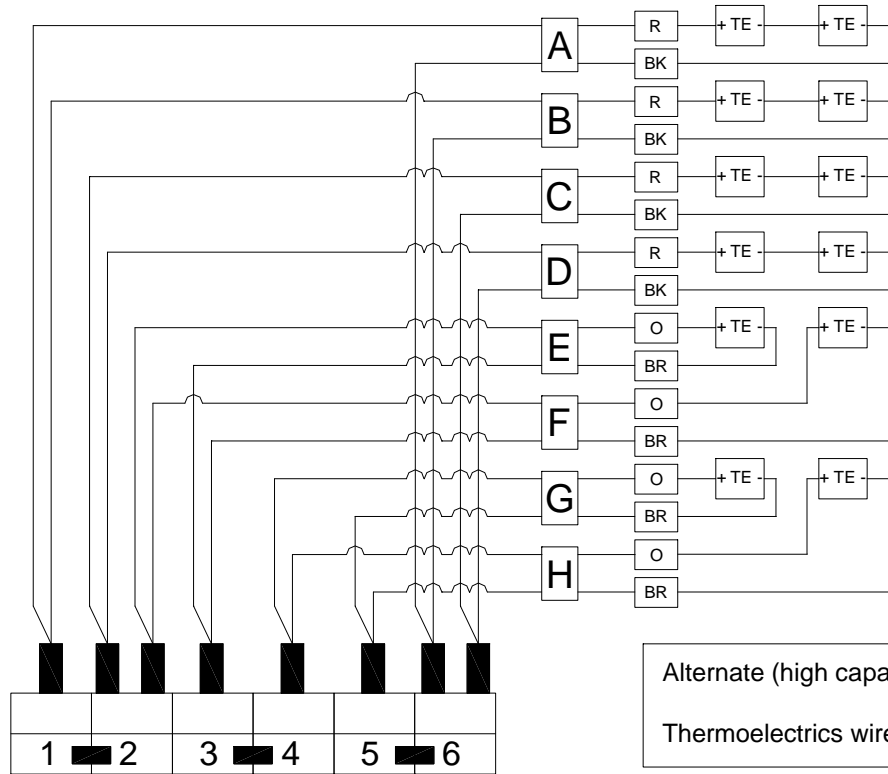 A R + TE - + TE -
BK
B R + TE - + TE -
BK
C R + TE - + TE -
BK
D R + TE - + TE -
BK
E O + TE - + TE -
BR
F O
BR
G O + TE - + TE -
BR
H O
BR
Alternate (high capa
Thermoelectrics wire
1 2 3 4 5 6